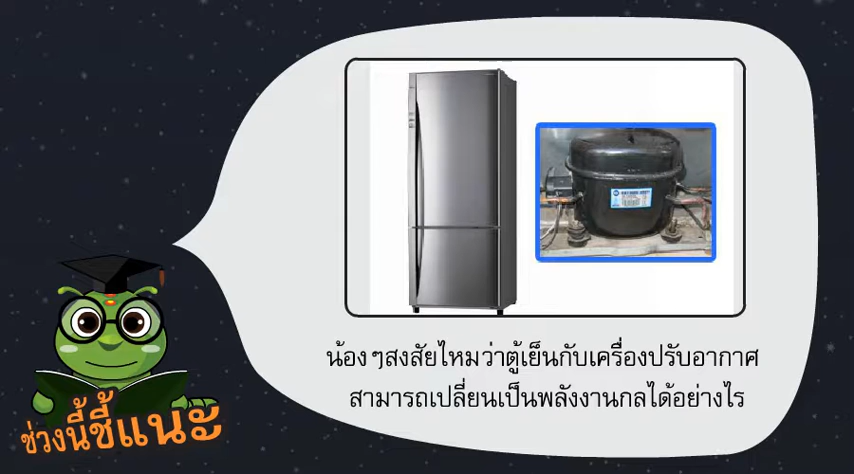 น้อง ๆสงสัยไหมว่าตู้เย็นกับเครื่องปรับอากาศ
สามารถเปลี่ยนเป็นพลังงานกลได้อย่างไร
ช่วงนี้ชี้แนะ